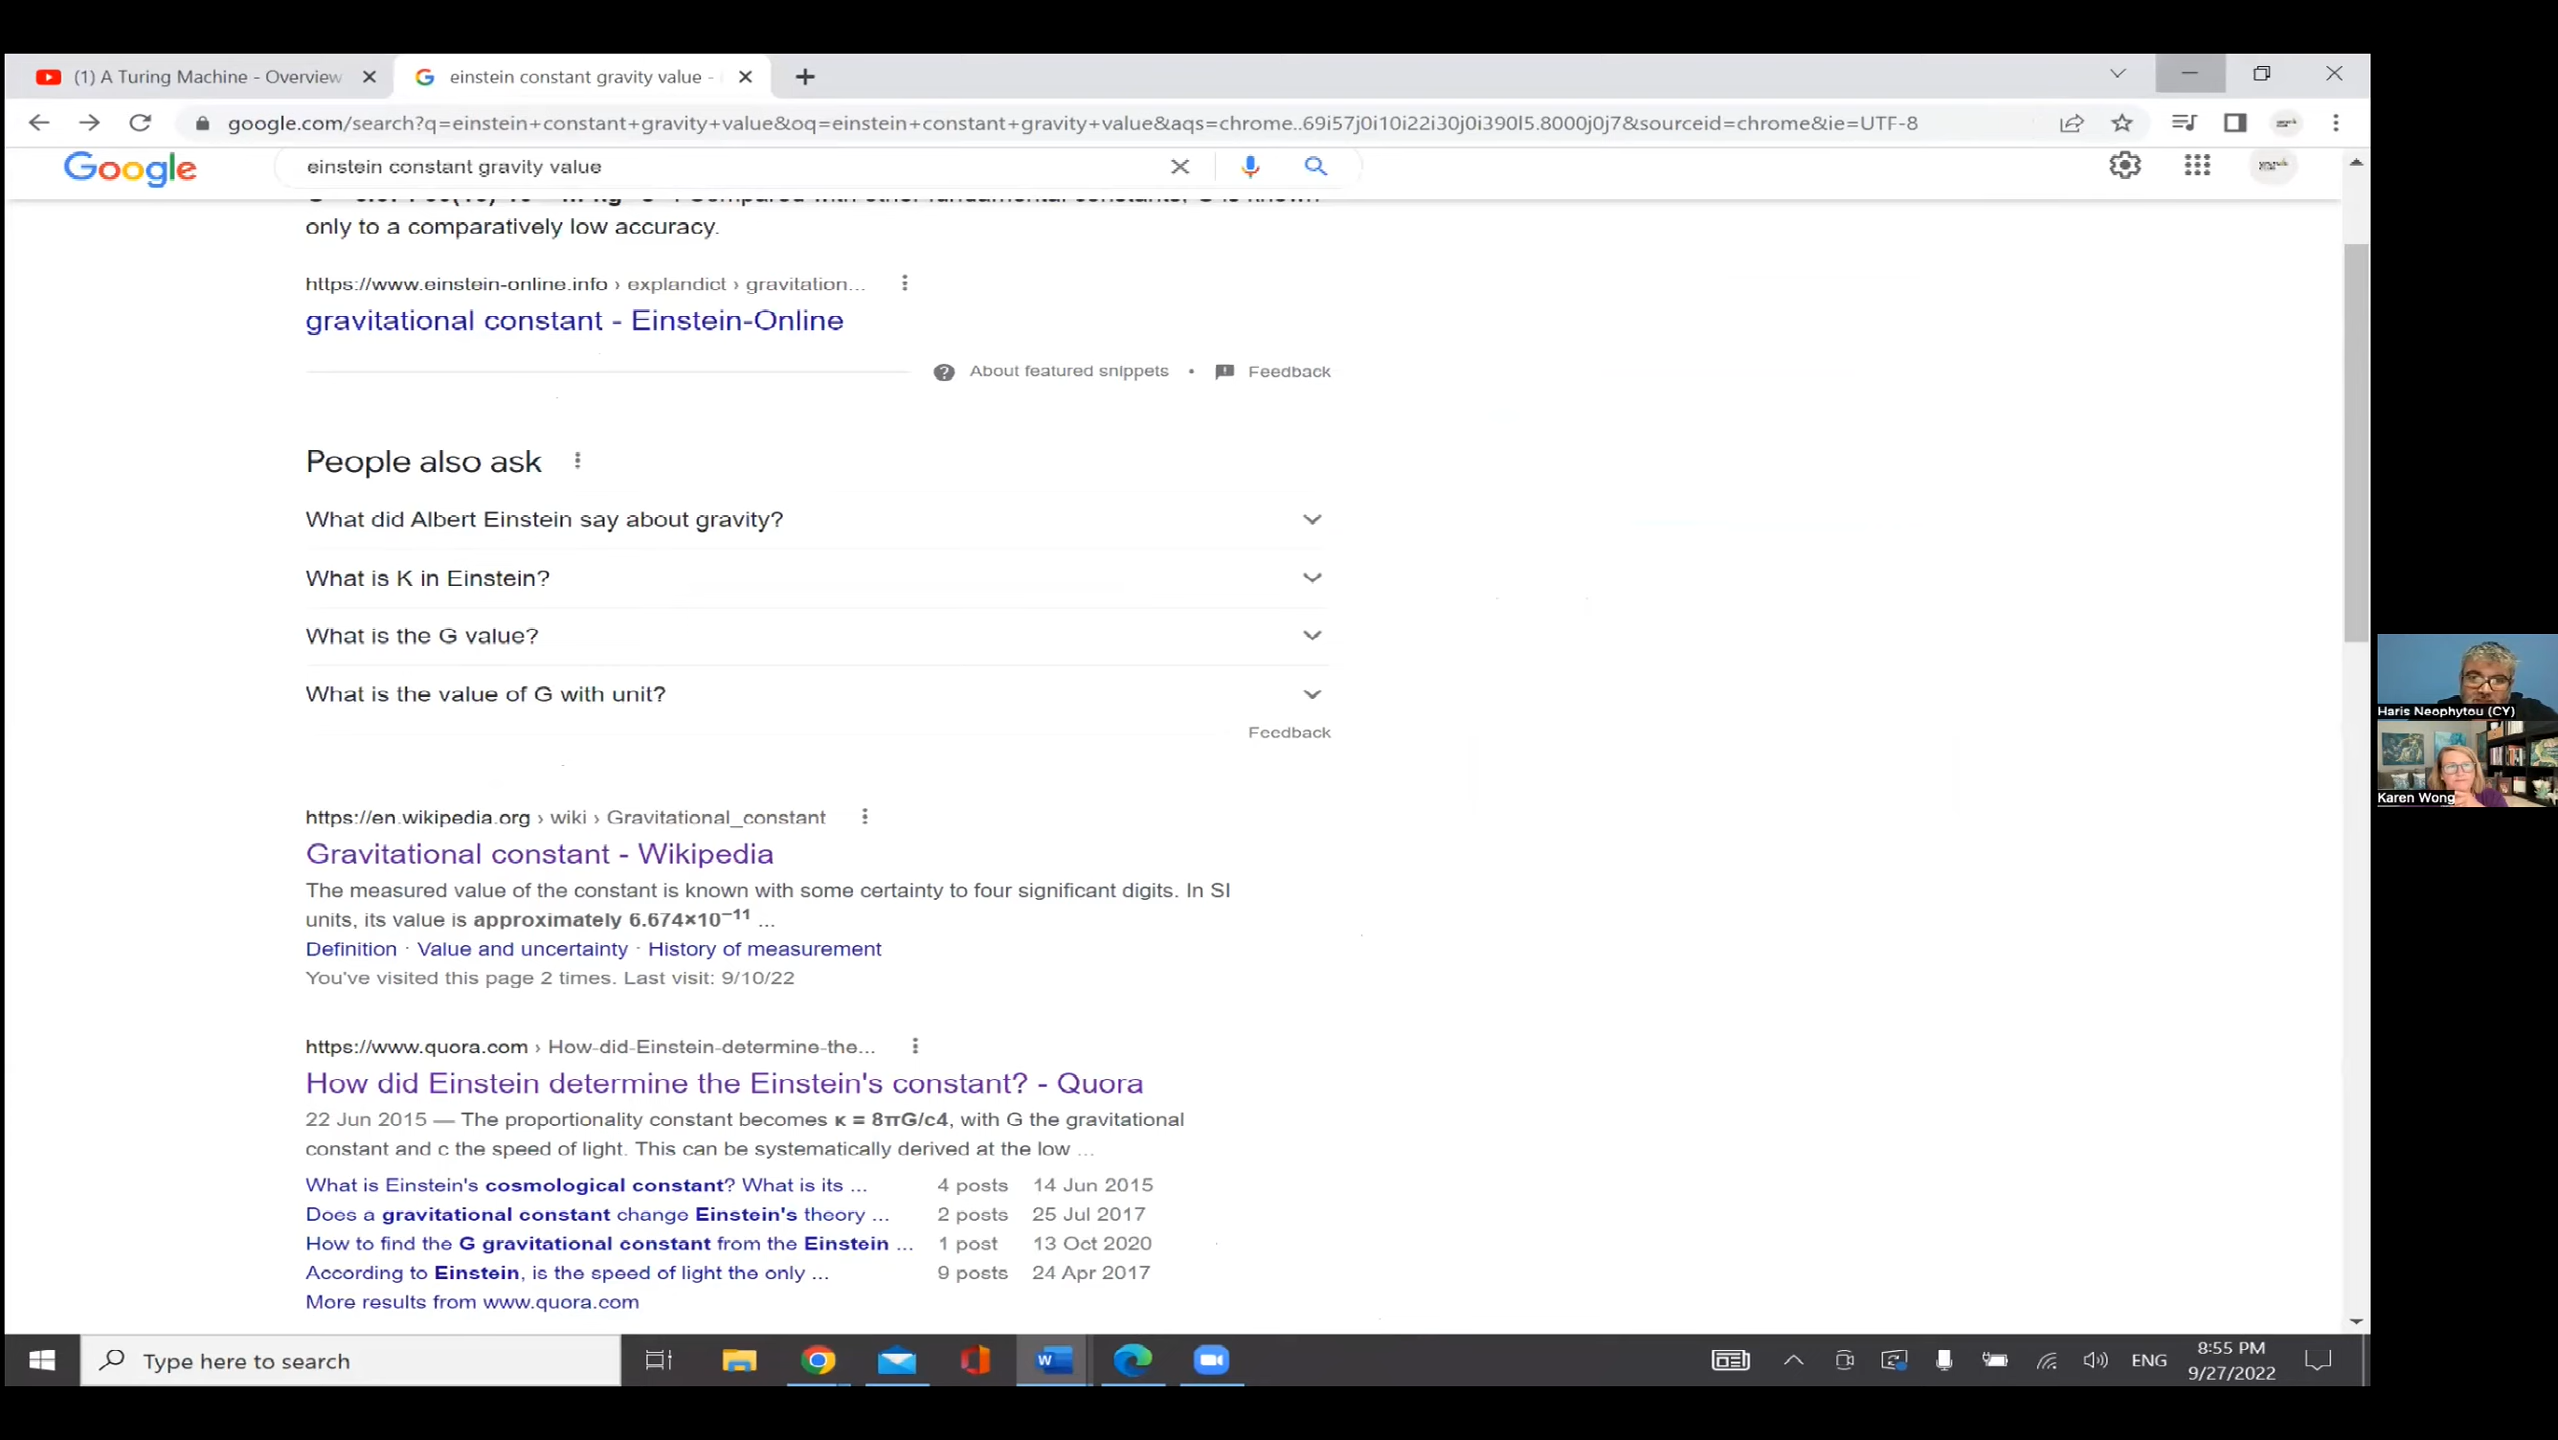 (1) A Turing Machine - Overview
einstein constant gravity value -
google.com/search?q=einstein+constant+gravity+value&oq=einstein+constant+gravity+value&aqs=chrome..69i57j0i10i22i30j0i390l5.8000j0j7&sourceid=chrome&ie=UTF-8
Google
einstein constant gravity value
Compared with other fundamental constants, G is known
only to a comparatively low accuracy.
https://www.einstein-online.info › explandict › gravitation...
gravitational constant - Einstein-Online
About featured snippets • Feedback
People also ask
What did Albert Einstein say about gravity?
What is K in Einstein?
What is the G value?
What is the value of G with unit?
Feedback
https://en.wikipedia.org › wiki › Gravitational_constant
Gravitational constant - Wikipedia
The measured value of the constant is known with some certainty to four significant digits. In SI
units, its value is approximately 6.674×10⁻¹¹ ...
Definition · Value and uncertainty · History of measurement
You've visited this page 2 times. Last visit: 9/10/22
https://www.quora.com › How-did-Einstein-determine-the...
How did Einstein determine the Einstein's constant? - Quora
22 Jun 2015 — The proportionality constant becomes κ = 8πG/c4, with G the gravitational
constant and c the speed of light. This can be systematically derived at the low ...
What is Einstein's cosmological constant? What is its ... 4 posts 14 Jun 2015
Does a gravitational constant change Einstein's theory ... 2 posts 25 Jul 2017
How to find the G gravitational constant from the Einstein ... 1 post 13 Oct 2020
According to Einstein, is the speed of light the only ... 9 posts 24 Apr 2017
More results from www.quora.com
Haris Neophytou (CY)
Karen Wong
Type here to search
ENG
8:55 PM
9/27/2022